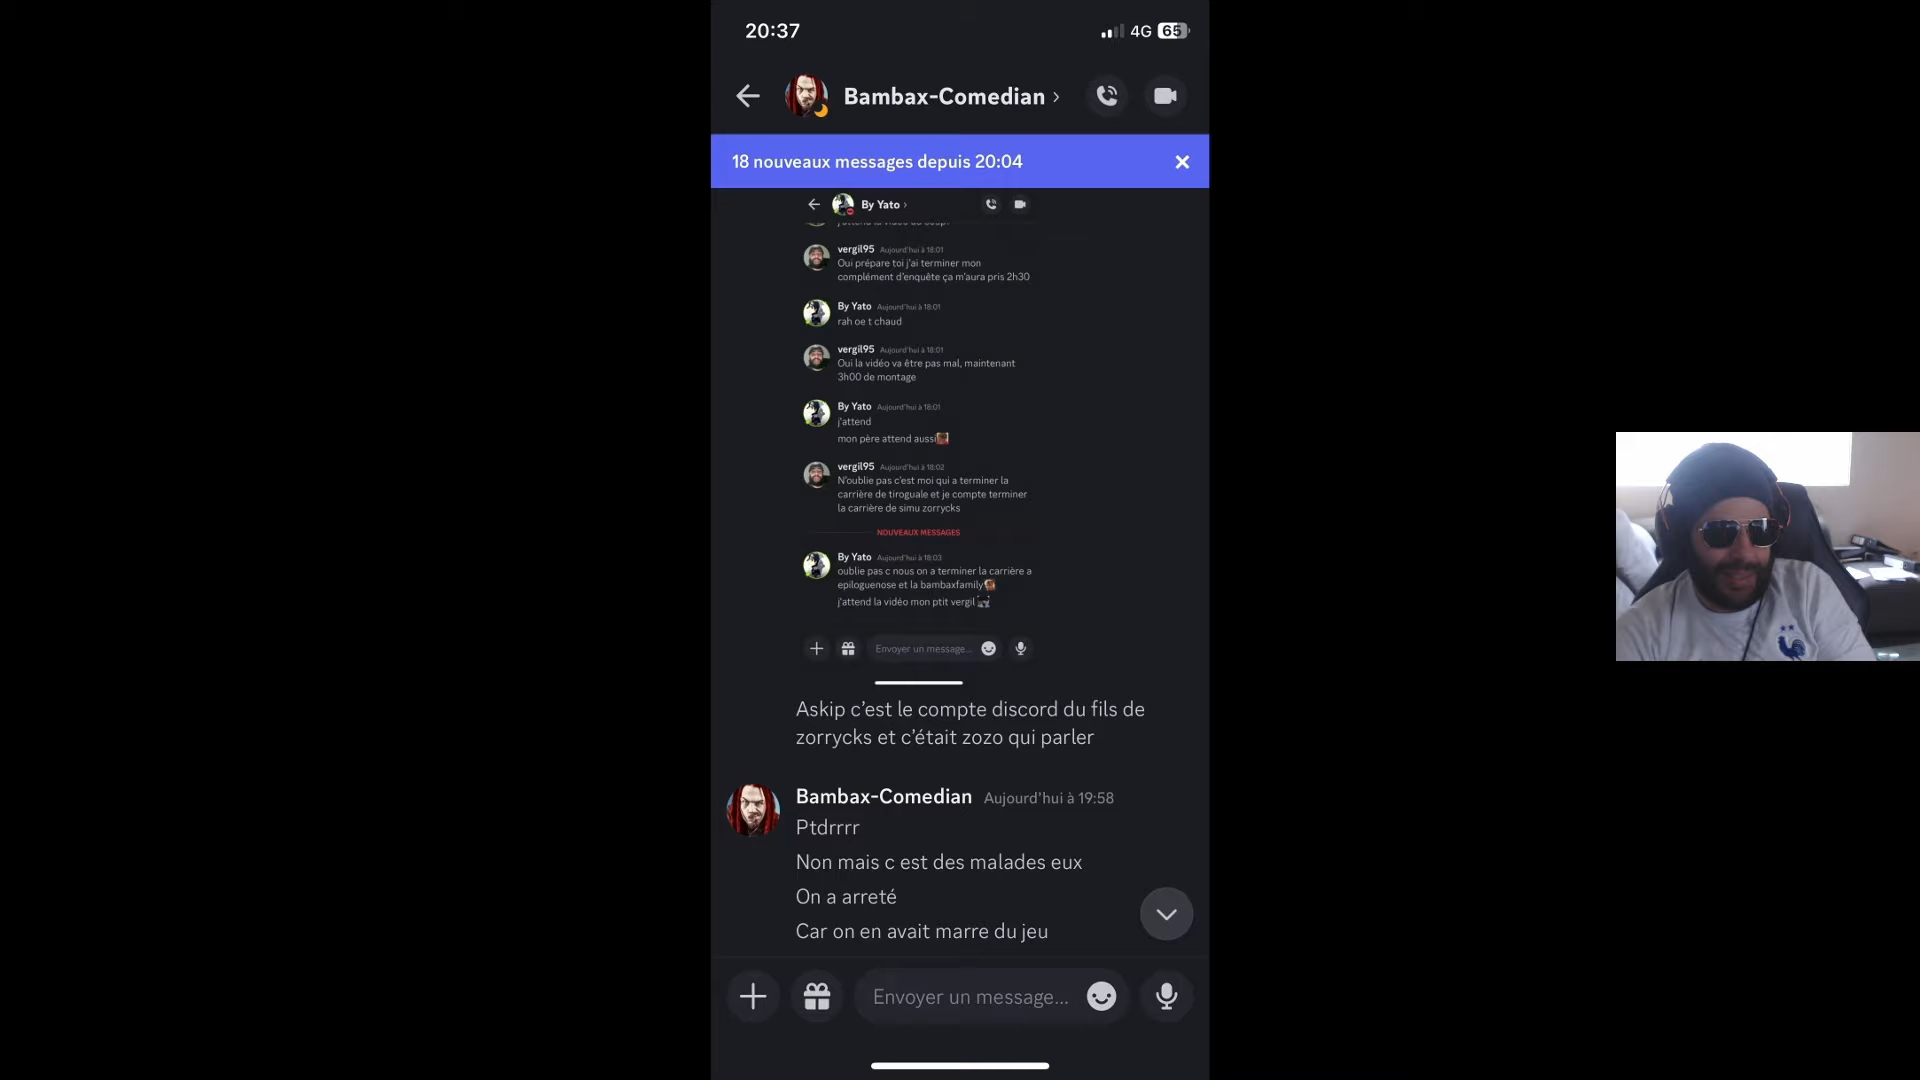 20:37
4G 65
Bambax-Comedian ›
18 nouveaux messages depuis 20:04
By Yato ›
vergil95 Aujourd'hui à 18:01
Oui prépare toi j'ai terminer mon
complément d'enquête ça m'aura pris 2h30
By Yato Aujourd'hui à 18:01
rah oe t chaud
vergil95 Aujourd'hui à 18:01
Oui la vidéo va être pas mal, maintenant
3h00 de montage
By Yato Aujourd'hui à 18:01
j'attend
mon père attend aussi
vergil95 Aujourd'hui à 18:02
N'oublie pas c'est moi qui a terminer la
carrière de tiroguale et je compte terminer
la carrière de simu zorrycks
NOUVEAUX MESSAGES
By Yato Aujourd'hui à 18:03
oublie pas c nous on a terminer la carrière a
epiloguenose et la bambaxfamily
j'attend la vidéo mon ptit vergil
Envoyer un message...
Askip c’est le compte discord du fils de
zorrycks et c’était zozo qui parler
Bambax-Comedian Aujourd'hui à 19:58
Ptdrrrr
Non mais c est des malades eux
On a arreté
Car on en avait marre du jeu
Envoyer un message...